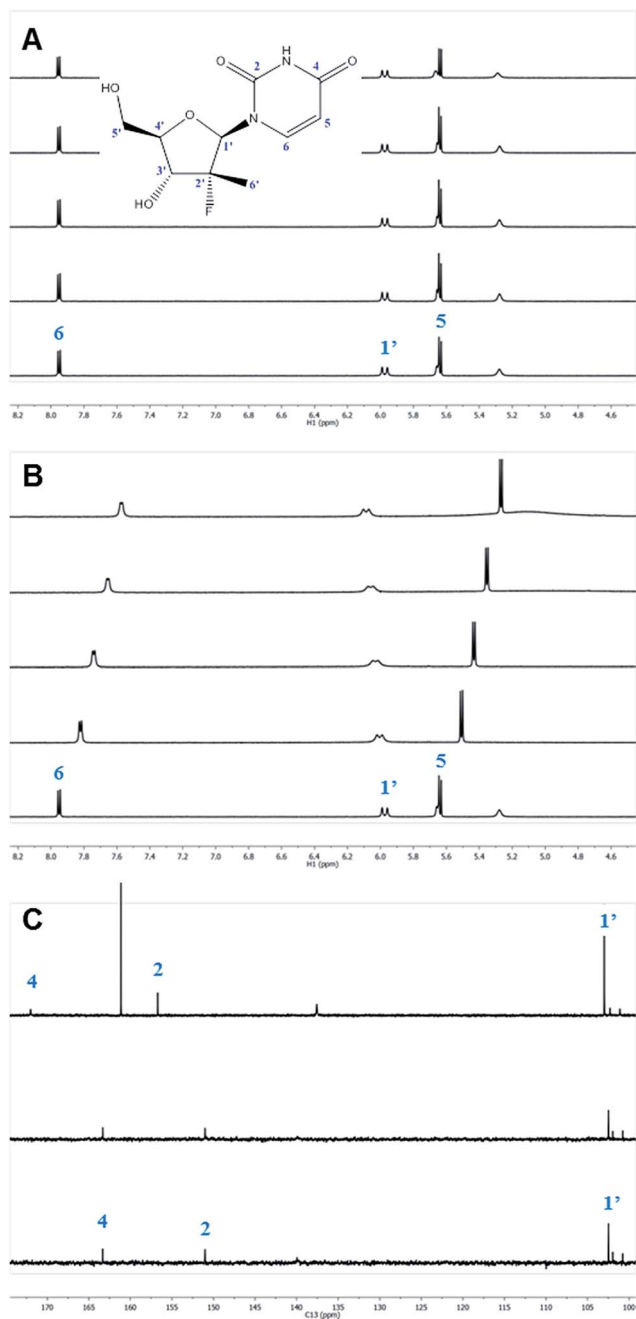 A
O 2 NH 4 O
HO
O N 5
5' 4' 1' 6
3' 2' 6'
HO F
6 1' 5
8.2 8.0 7.8 7.6 7.4 7.2 7.0 6.8 6.6 6.4 6.2 6.0 5.8 5.6 5.4 5.2 5.0 4.8 4.6
H1 (ppm)
B
6 1' 5
8.2 8.0 7.8 7.6 7.4 7.2 7.0 6.8 6.6 6.4 6.2 6.0 5.8 5.6 5.4 5.2 5.0 4.8 4.6
H1 (ppm)
C
4 2 1'
4 2 1'
170 165 160 155 150 145 140 135 130 125 120 115 110 105 100
C13 (ppm)